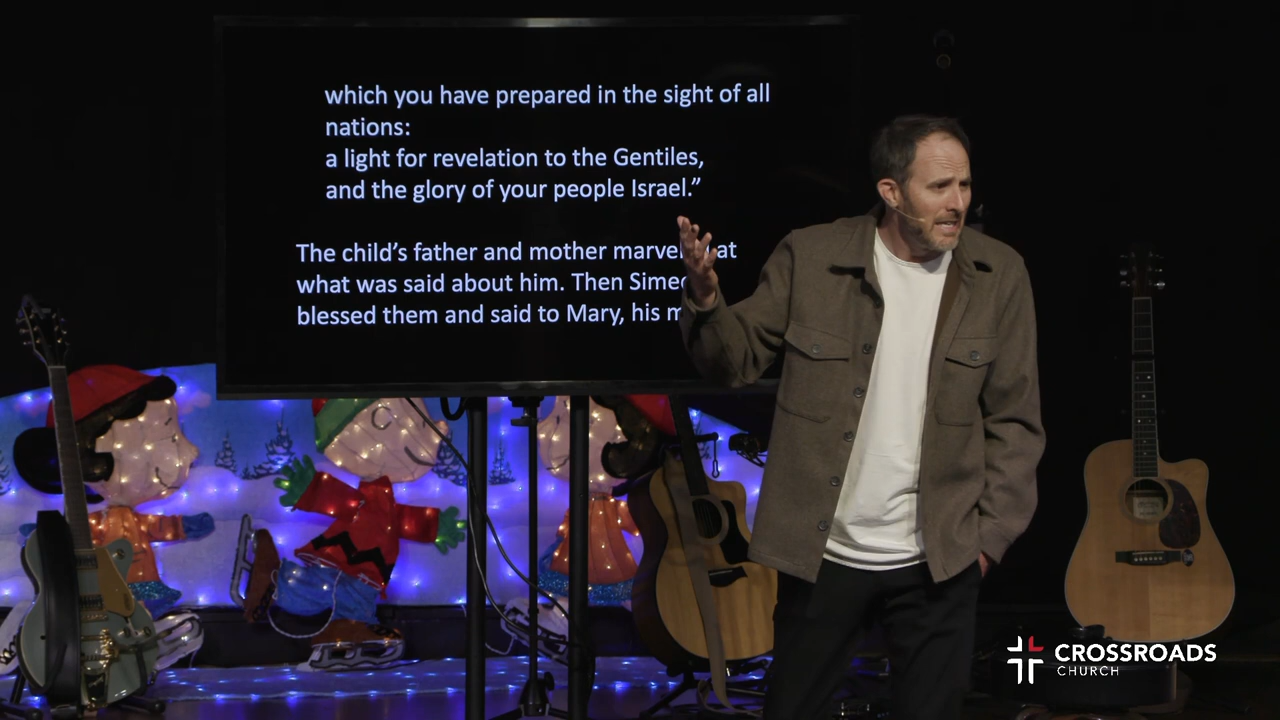 which you have prepared in the sight of all
nations:
a light for revelation to the Gentiles,
and the glory of your people Israel.”
The child’s father and mother at
what was said about him. Then
blessed them and said to Mary, his
CROSSROADS
CHURCH